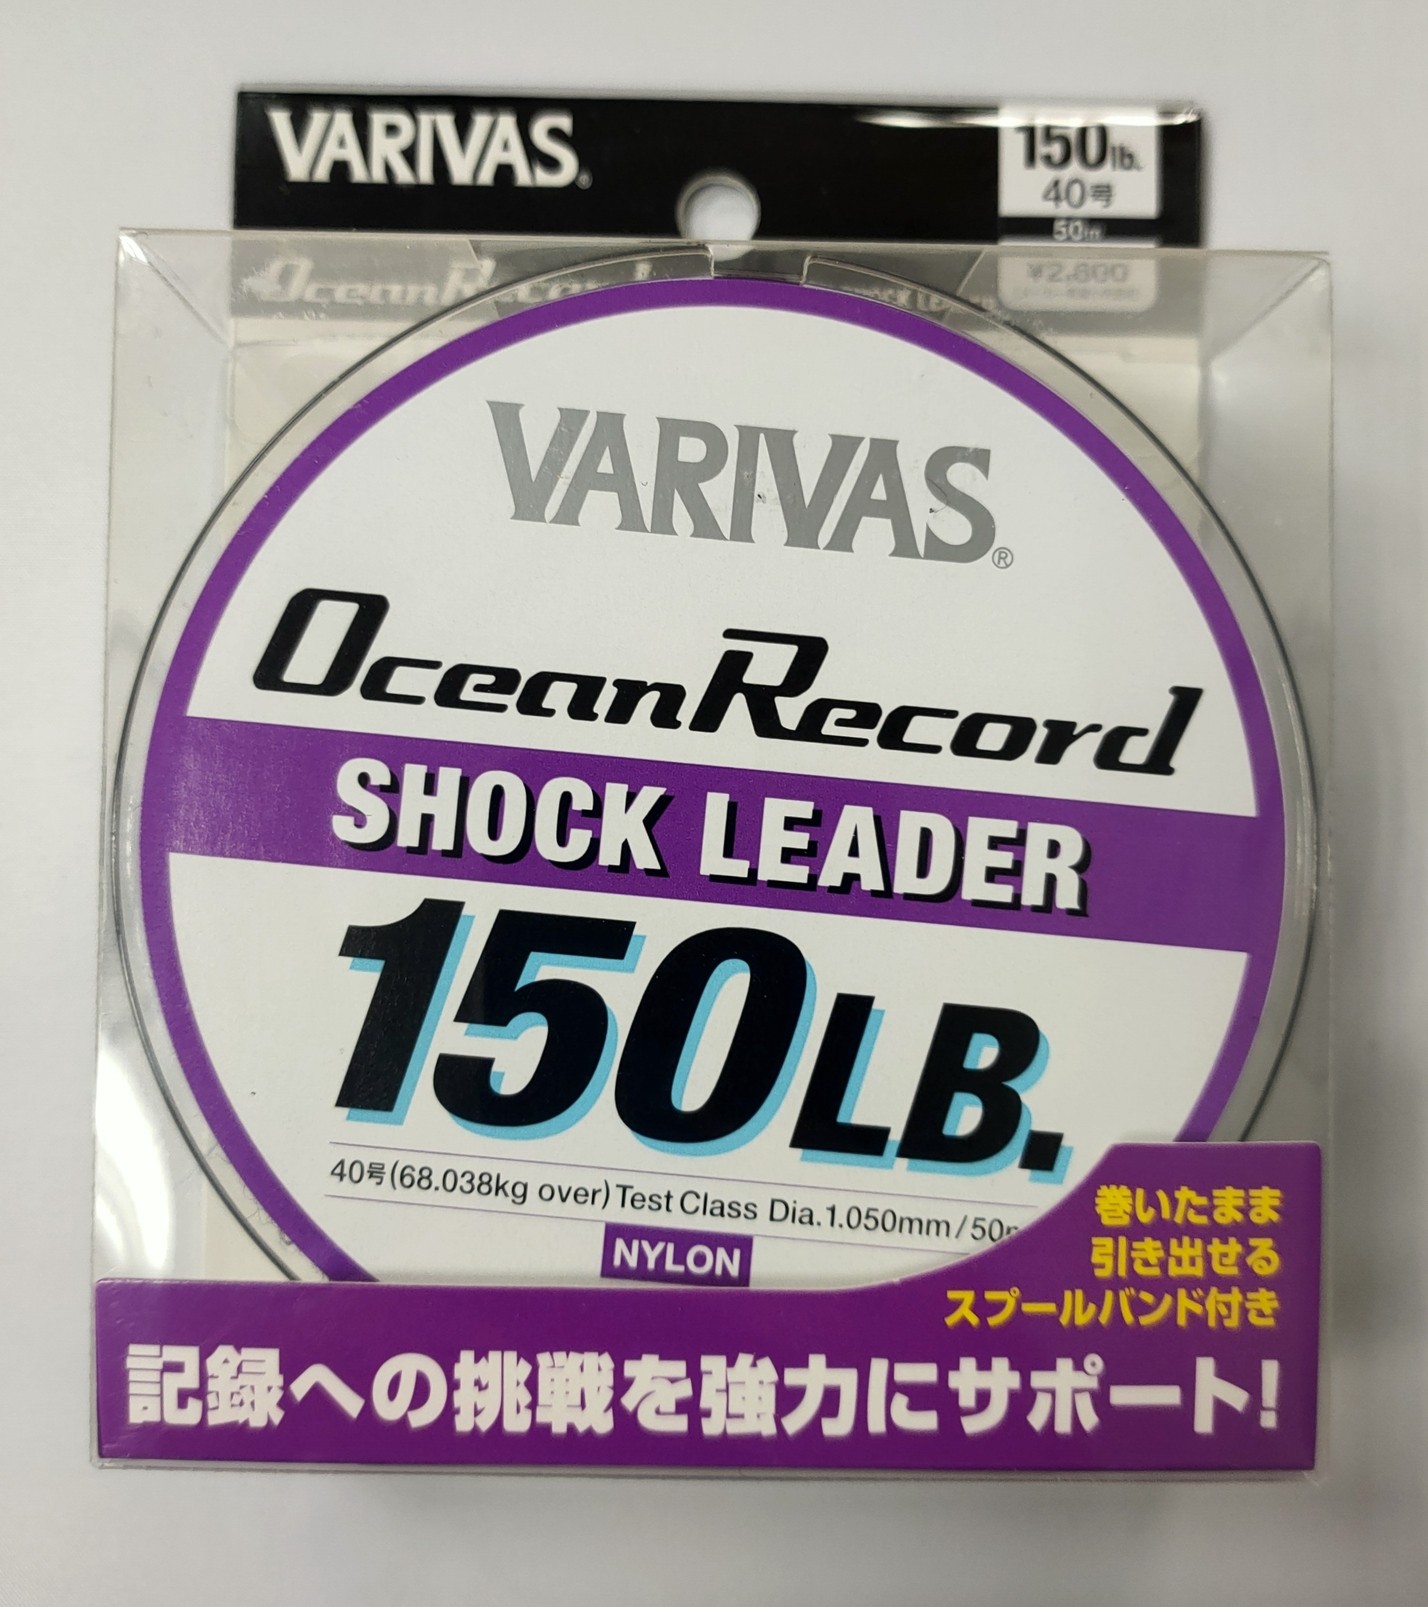 VARIVAS®
150lb.
40号
50m
OceanRecord
¥2,800
VARIVAS®
OceanRecord
SHOCK LEADER
150LB.
40号(68.038kg over) Test Class Dia.1.050mm/50m
NYLON
巻いたまま
引き出せる
スプールバンド付き
記録への挑戦を強力にサポート!